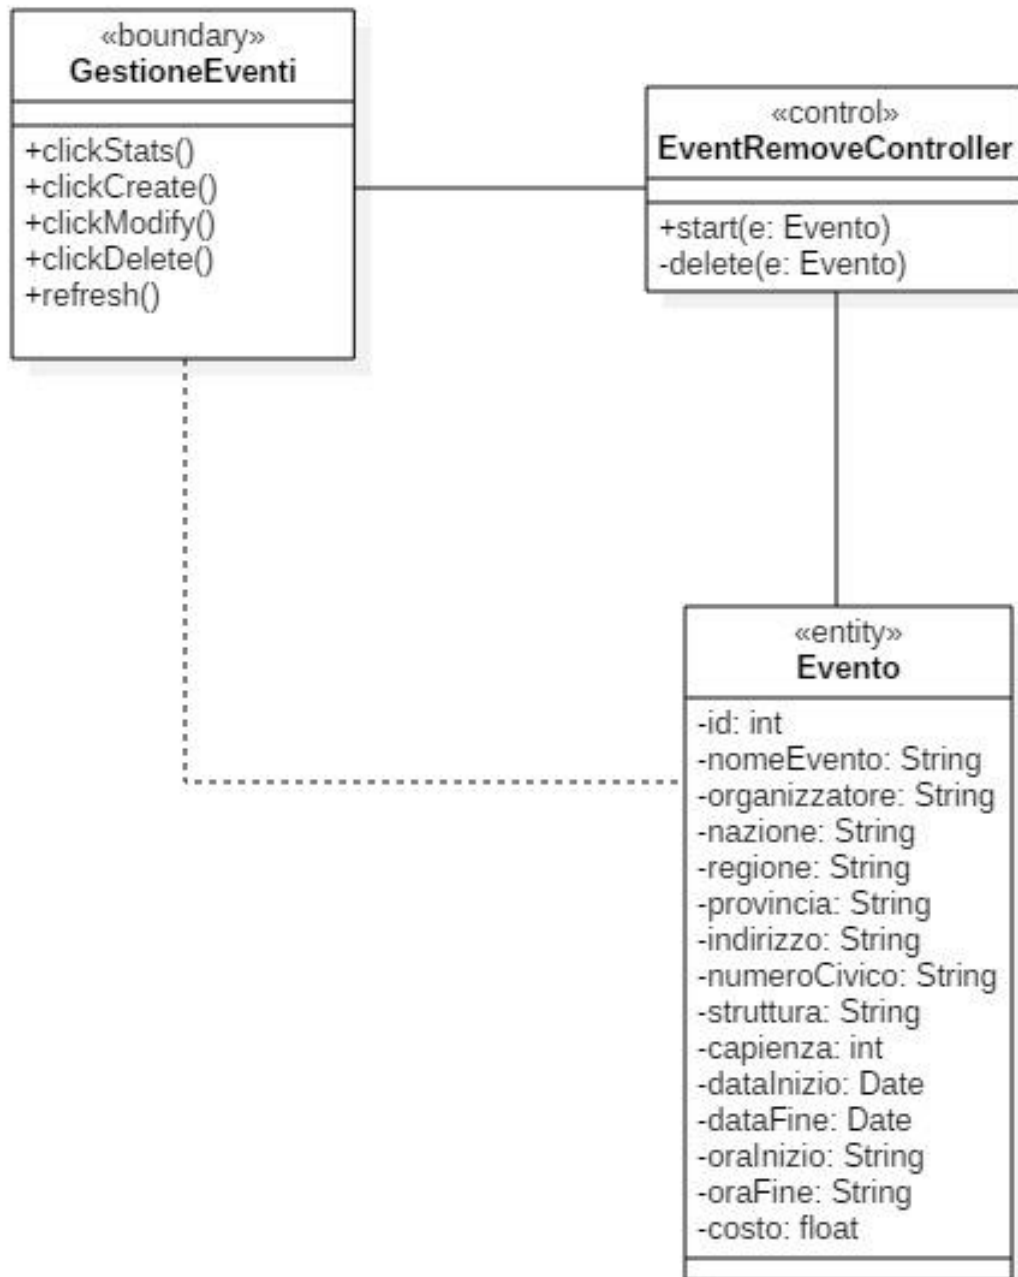 «boundary»
GestioneEventi
+clickStats()
+clickCreate()
+clickModify()
+clickDelete()
+refresh()
«control»
EventRemoveController
+start(e: Evento)
-delete(e: Evento)
«entity»
Evento
-id: int
-nomeEvento: String
-organizzatore: String
-nazione: String
-regione: String
-provincia: String
-indirizzo: String
-numeroCivico: String
-struttura: String
-capienza: int
-dataInizio: Date
-dataFine: Date
-oraInizio: String
-oraFine: String
-costo: float